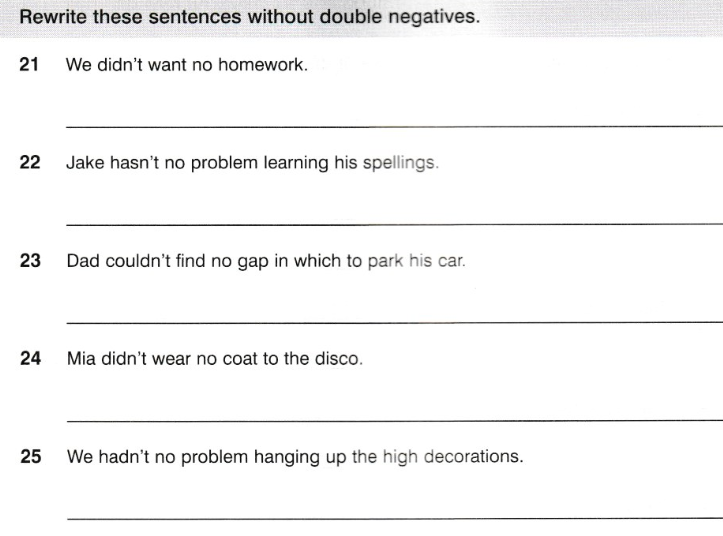 Rewrite these sentences without double negatives.
21 We didn't want no homework.
22 Jake hasn't no problem learning his spellings.
23 Dad couldn't find no gap in which to park his car.
24 Mia didn't wear no coat to the disco.
25 We hadn't no problem hanging up the high decorations.